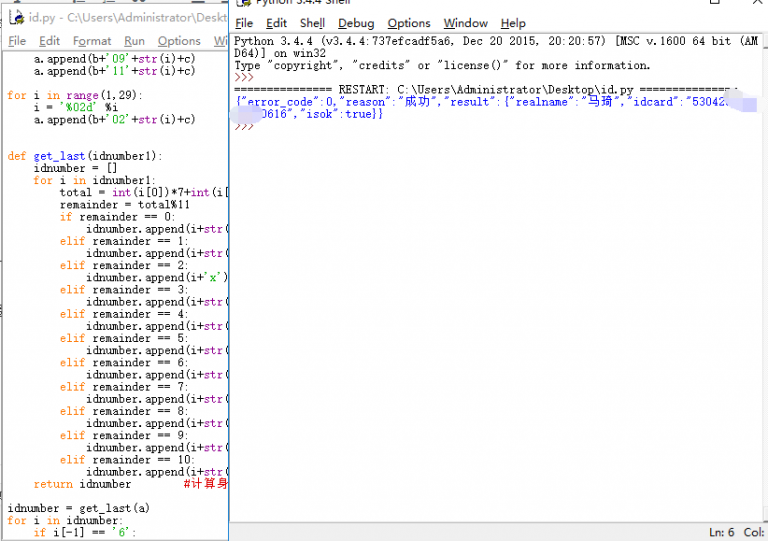 id.py - C:\Users\Administrator\Deskt
File Edit Format Run Options W
a.append(b+'09'+str(i)+c)
a.append(b+'11'+str(i)+c)
for i in range(1,29):
i = '%02d' %i
a.append(b+'02'+str(i)+c)
def get_last(idnumber1):
idnumber = []
for i in idnumber1:
total = int(i[0])*7+int(i[
remainder = total%11
if remainder == 0:
idnumber.append(i+str(
elif remainder == 1:
idnumber.append(i+str(
elif remainder == 2:
idnumber.append(i+'x')
elif remainder == 3:
idnumber.append(i+str(
elif remainder == 4:
idnumber.append(i+str(
elif remainder == 5:
idnumber.append(i+str(
elif remainder == 6:
idnumber.append(i+str(
elif remainder == 7:
idnumber.append(i+str(
elif remainder == 8:
idnumber.append(i+str(
elif remainder == 9:
idnumber.append(i+str(
elif remainder == 10:
idnumber.append(i+str(
return idnumber #计算身
idnumber = get_last(a)
for i in idnumber:
if i[-1] == '6':
Python 3.4.4 Shell
File Edit Shell Debug Options Window Help
Python 3.4.4 (v3.4.4:737efcadf5a6, Dec 20 2015, 20:20:57) [MSC v.1600 64 bit (AM
D64)] on win32
Type "copyright", "credits" or "license()" for more information.
>>>
=============== RESTART: C:\Users\Administrator\Desktop\id.py ===============
{"error_code":0,"reason":"成功","result":{"realname":"马琦","idcard":"53042
0616","isok":true}}
>>>
Ln: 6 Col: